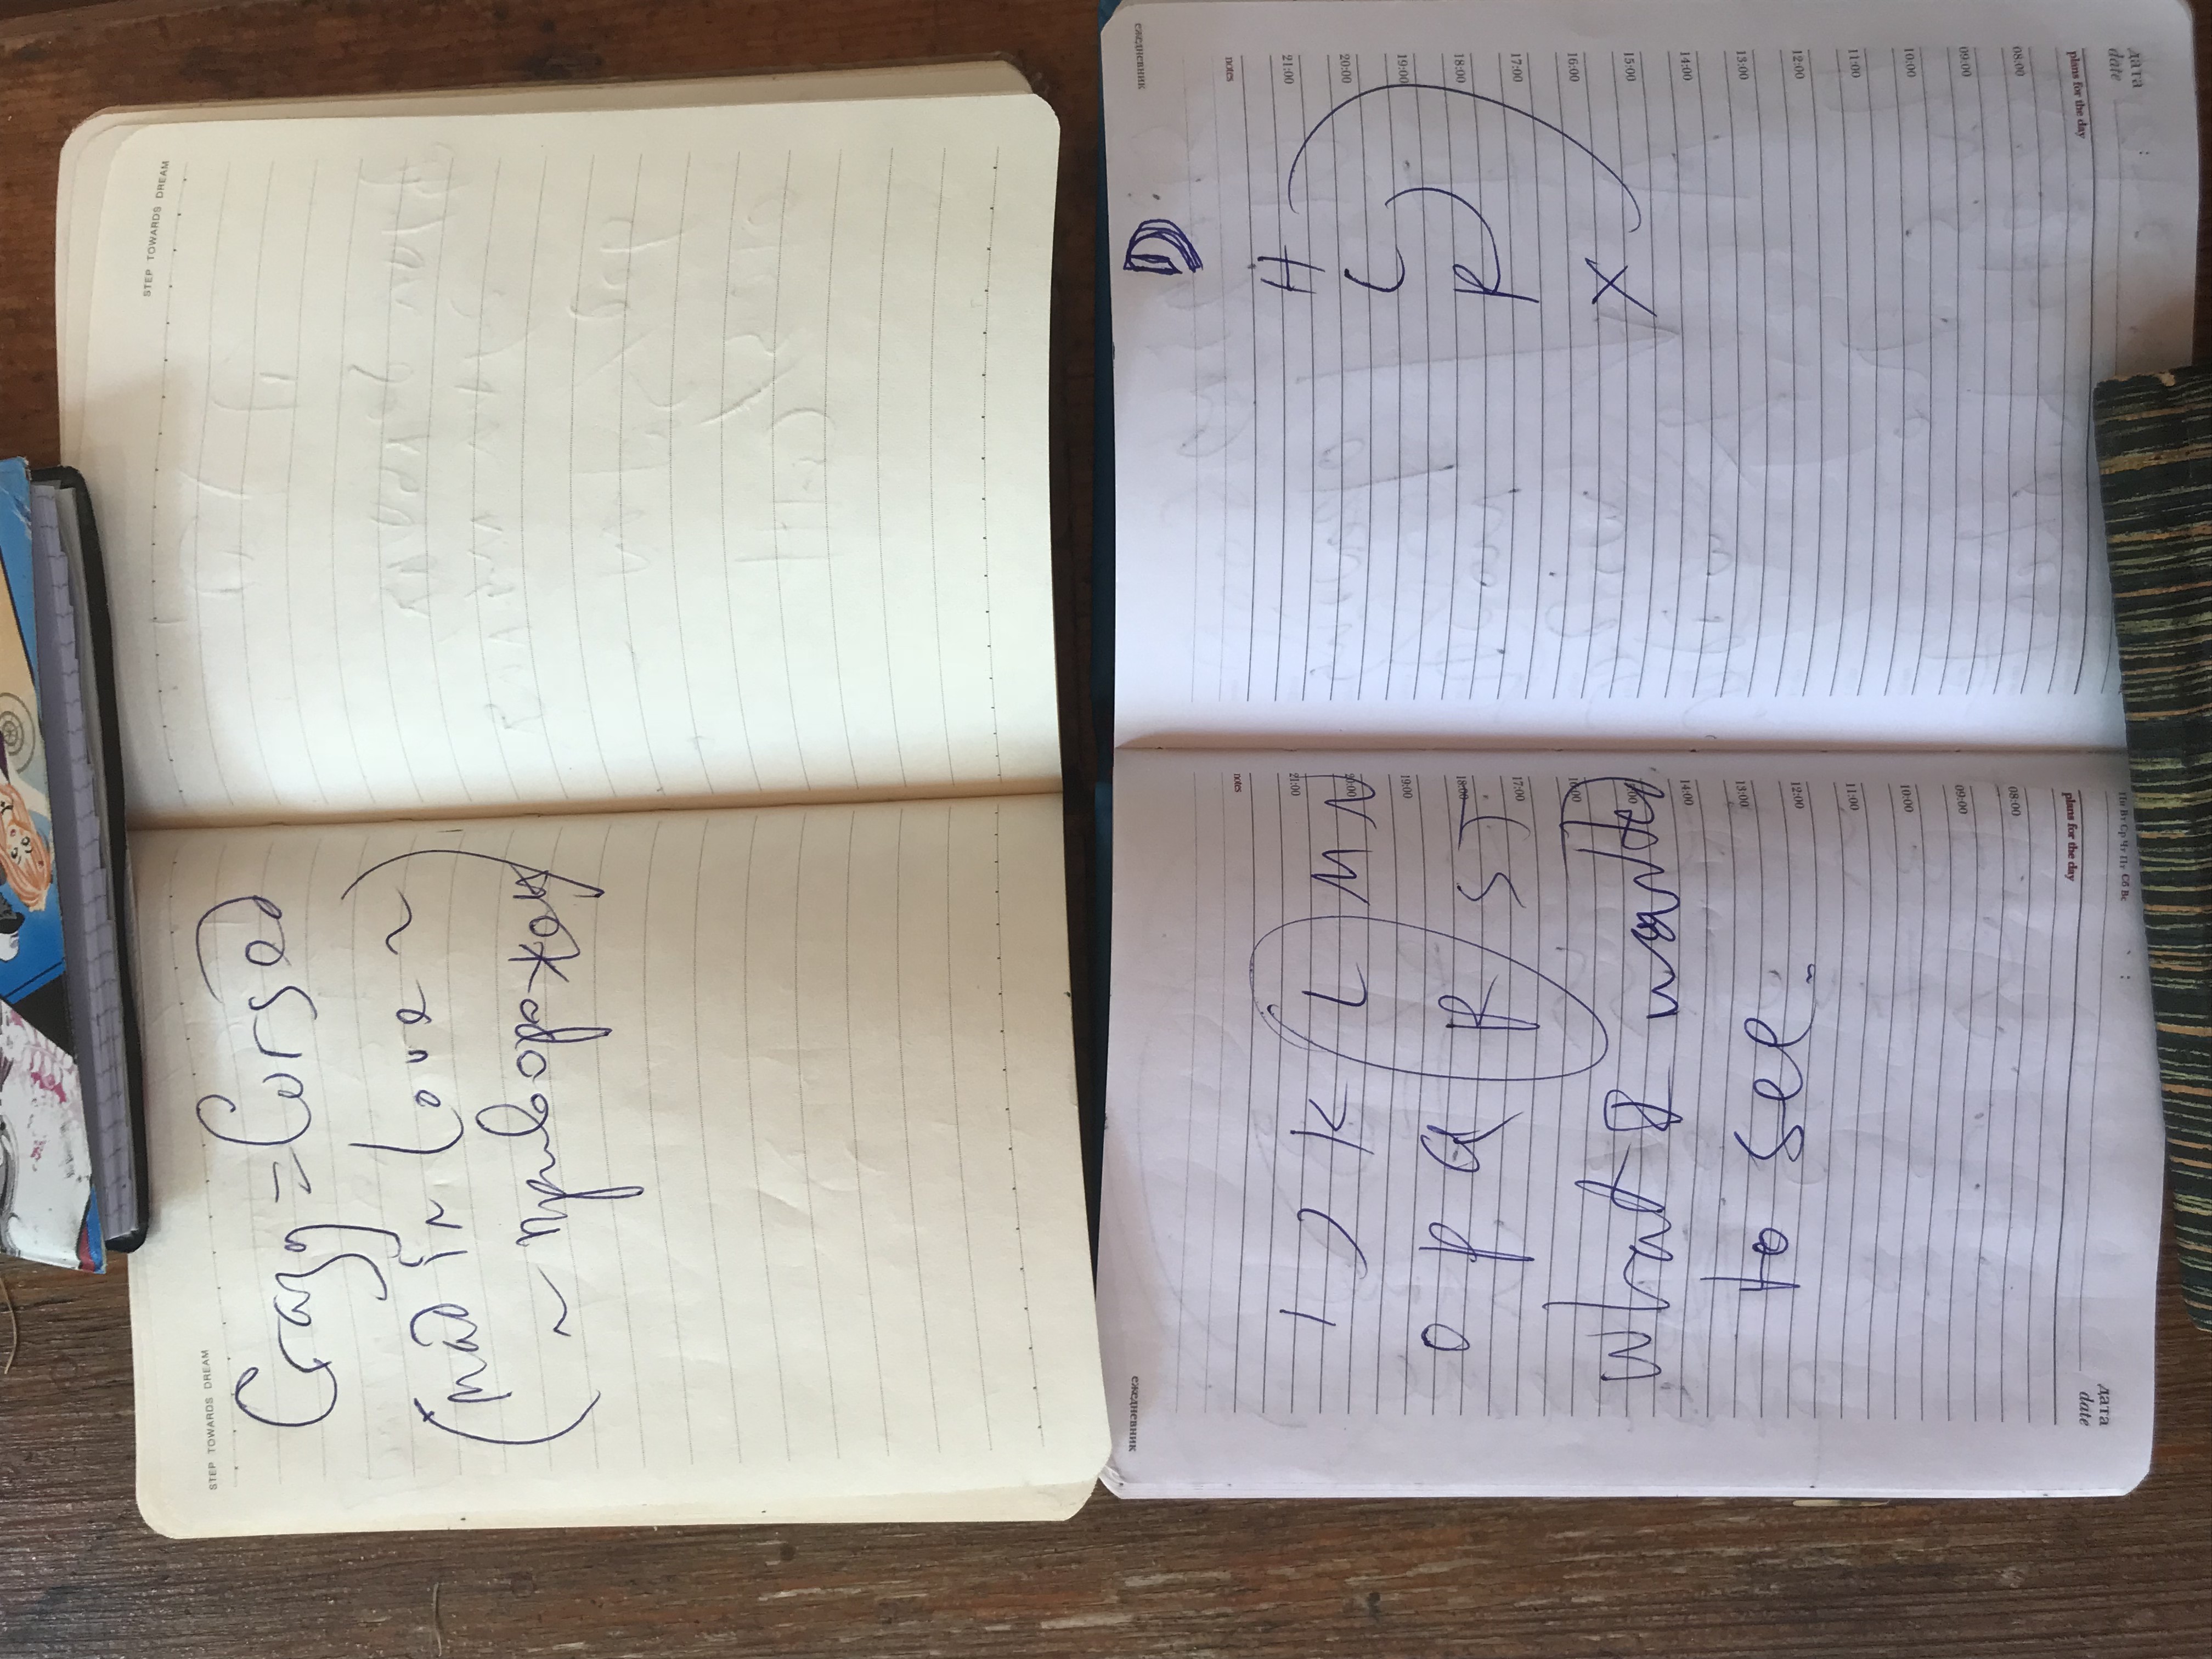 STEP TOWARDS DREAM
Crazy = Cursed
(mad in love ~
~ приворожен)
STEP TOWARDS DREAM
ежедневник
notes
21:00
I J K L M N
20:00
19:00
O P Q R S T
18:00
17:00
16:00
What I wanted
15:00
14:00
to see.
13:00
12:00
11:00
10:00
09:00
08:00
plans for the day
дата
date
Пн Вт Ср Чт Пт Сб Вс
D
ежедневник
notes
H
21:00
20:00
L
19:00
R
18:00
17:00
16:00
X
15:00
14:00
13:00
12:00
11:00
10:00
09:00
08:00
plans for the day
дата
date